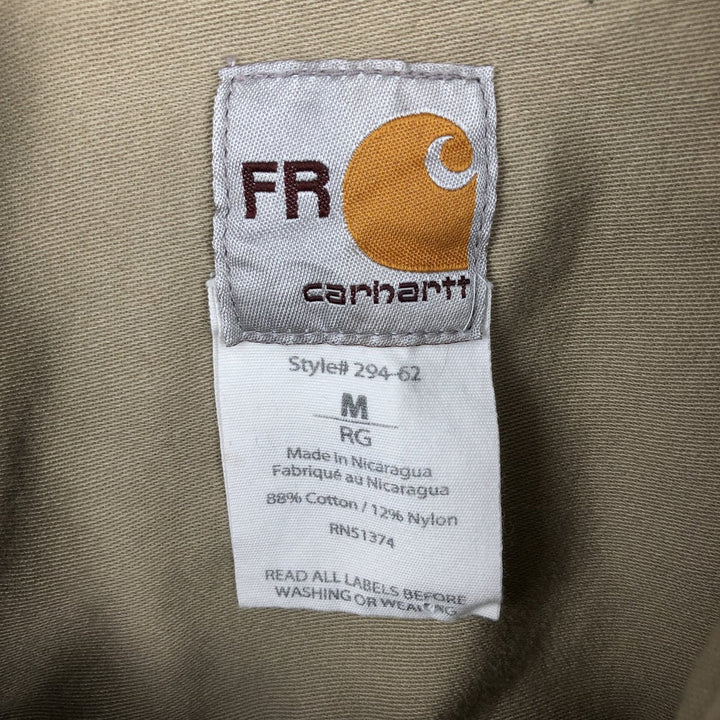 FR
carhartt
Style# 294-62
M
RG
Made in Nicaragua
Fabriqué au Nicaragua
88% Cotton / 12% Nylon
RN51374
READ ALL LABELS BEFORE
WASHING OR WEARING